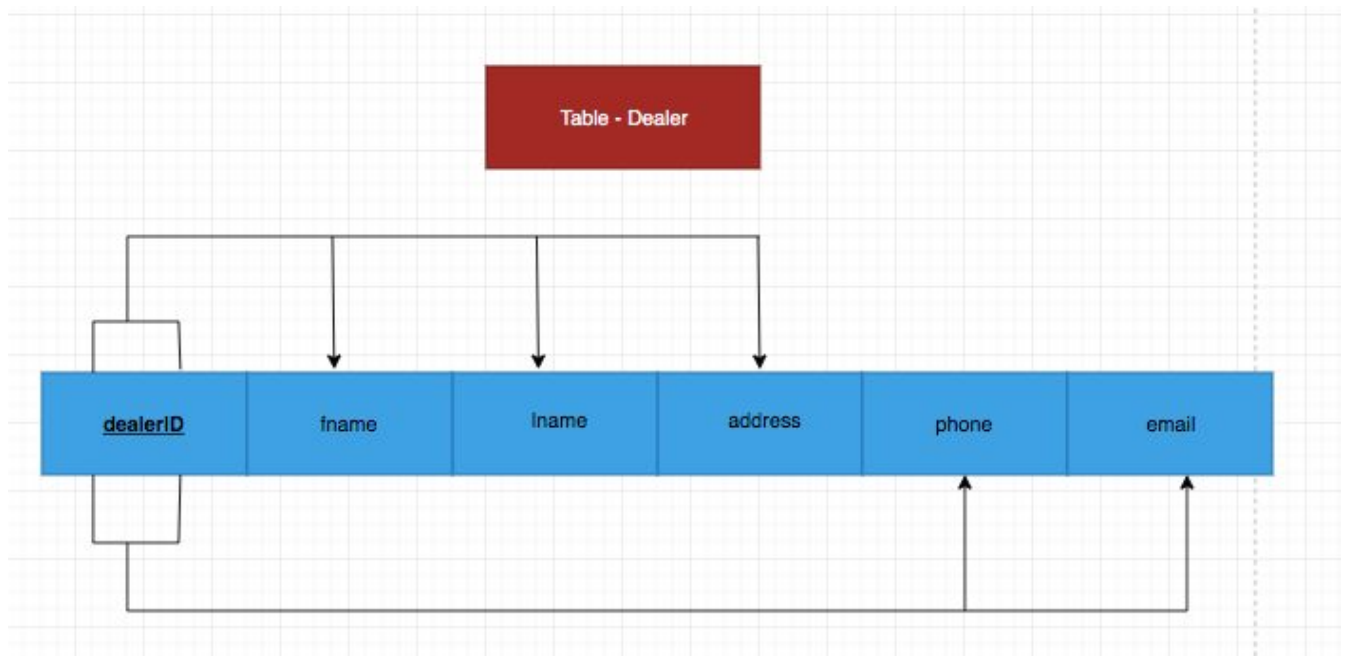 Table - Dealer
dealerID
fname
lname
address
phone
email